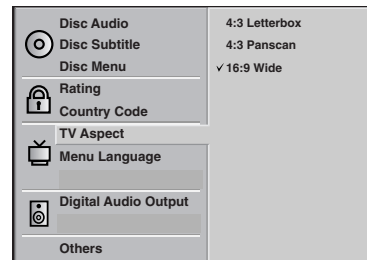 Disc Audio
Disc Subtitle
Disc Menu
Rating
Country Code
TV Aspect
Menu Language
Digital Audio Output
Others
4:3 Letterbox
4:3 Panscan
✓16:9 Wide